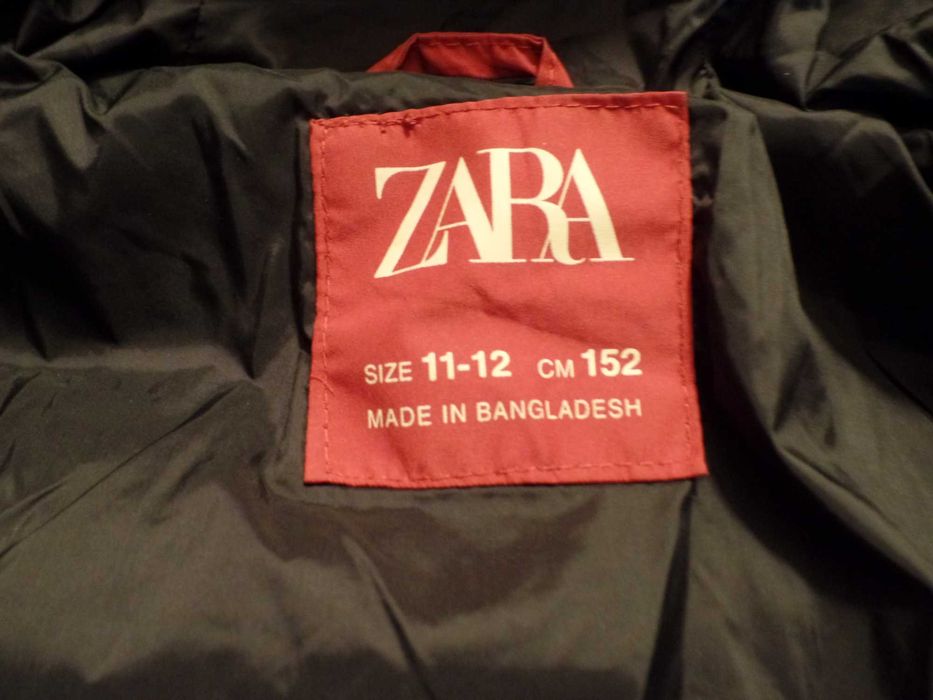 ZARA
SIZE 11-12 CM 152
MADE IN BANGLADESH